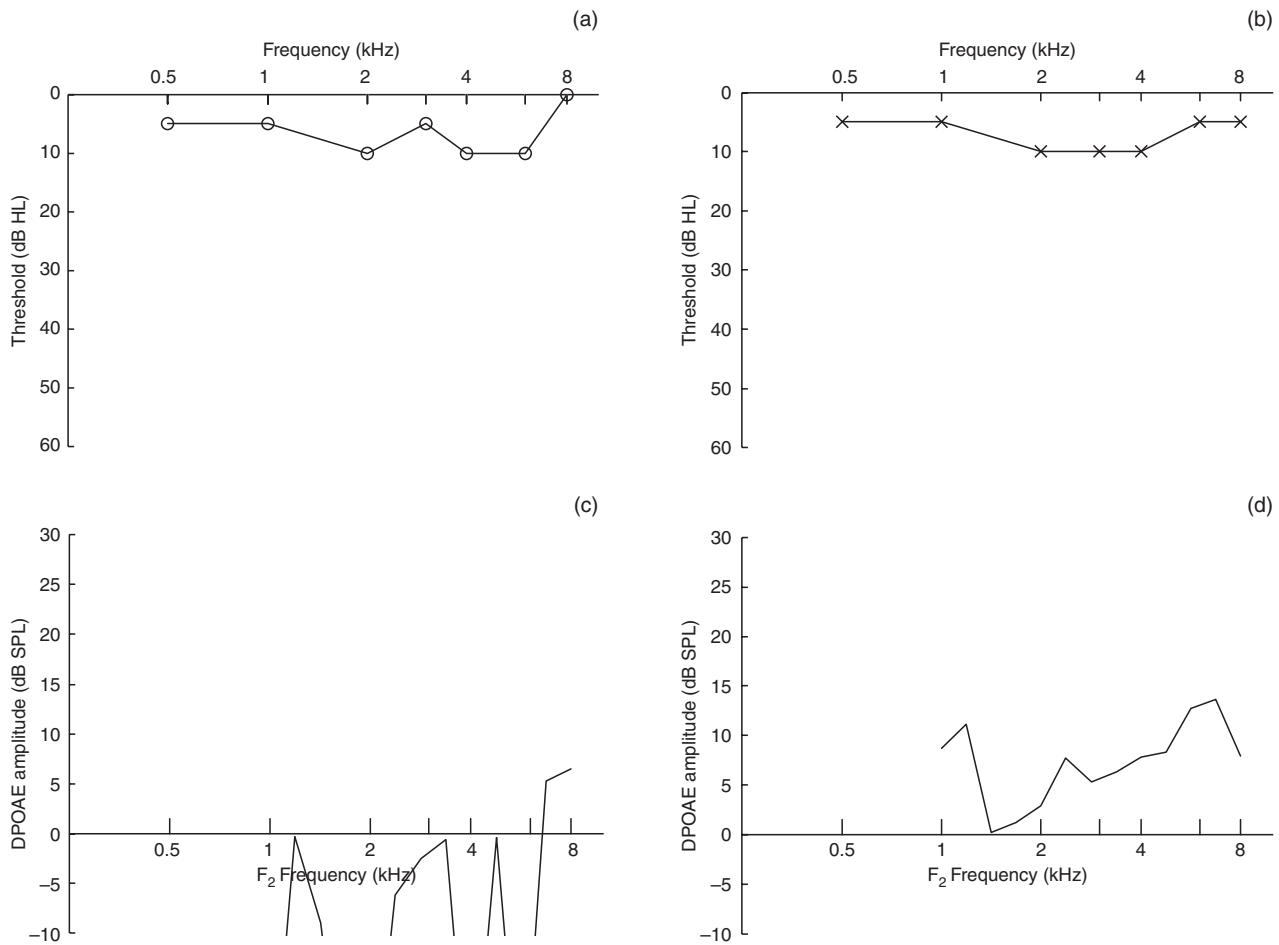 (a)
Frequency (kHz)
0.5 1 2 4 8
0
10
20
30
40
50
60
Threshold (dB HL)
(b)
Frequency (kHz)
0.5 1 2 4 8
0
10
20
30
40
50
60
Threshold (dB HL)
(c)
30
25
20
15
10
5
0
–5
–10
DPOAE amplitude (dB SPL)
0.5 1 2 4 8
F2 Frequency (kHz)
(d)
30
25
20
15
10
5
0
–5
–10
DPOAE amplitude (dB SPL)
0.5 1 2 4 8
F2 Frequency (kHz)